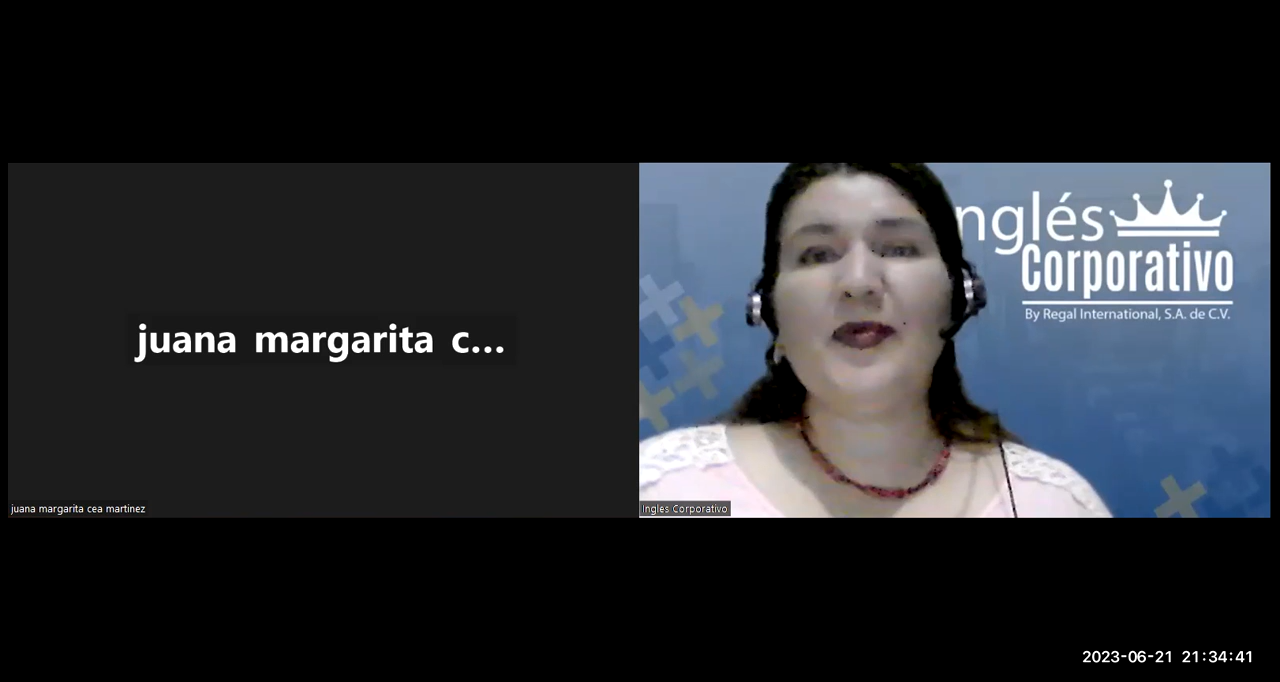 juana margarita c...
juana margarita cea martinez
nglés
Corporativo
By Regal International, S.A. de C.V.
Ingles Corporativo
2023-06-21 21:34:41